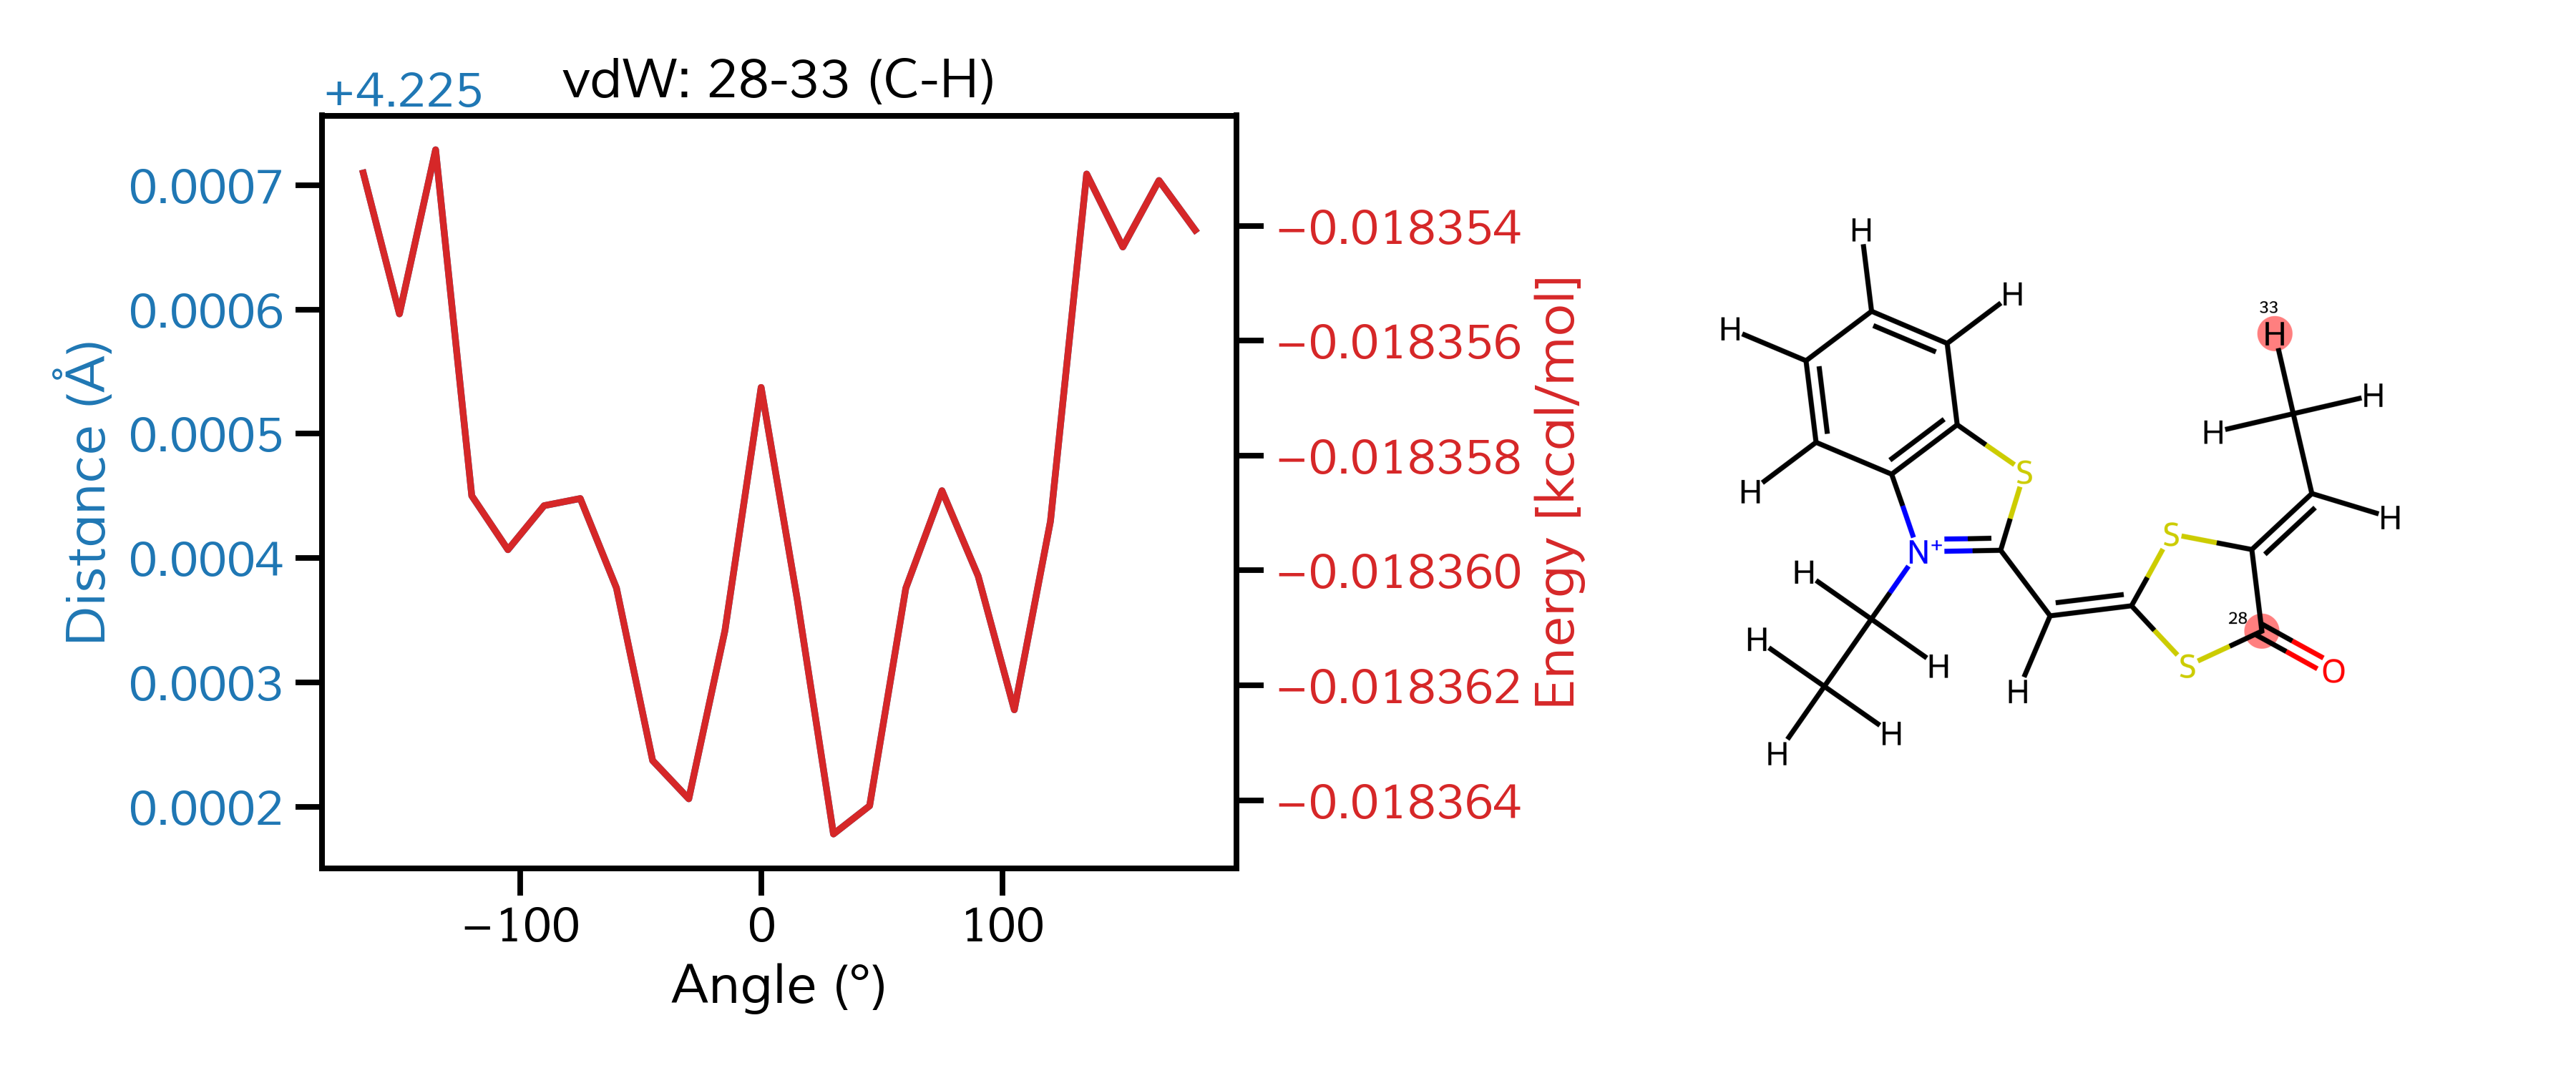 vdW: 28-33 (C-H)
+4.225
0.0007
0.0006
0.0005
0.0004
0.0003
0.0002
Distance (Å)
−100
0
100
Angle (°)
−0.018354
−0.018356
−0.018358
−0.018360
−0.018362
−0.018364
Energy [kcal/mol]
H
H
H
33
H
H
H
S
H
H
S
N+
H
28
H
H
S
O
H
H
H